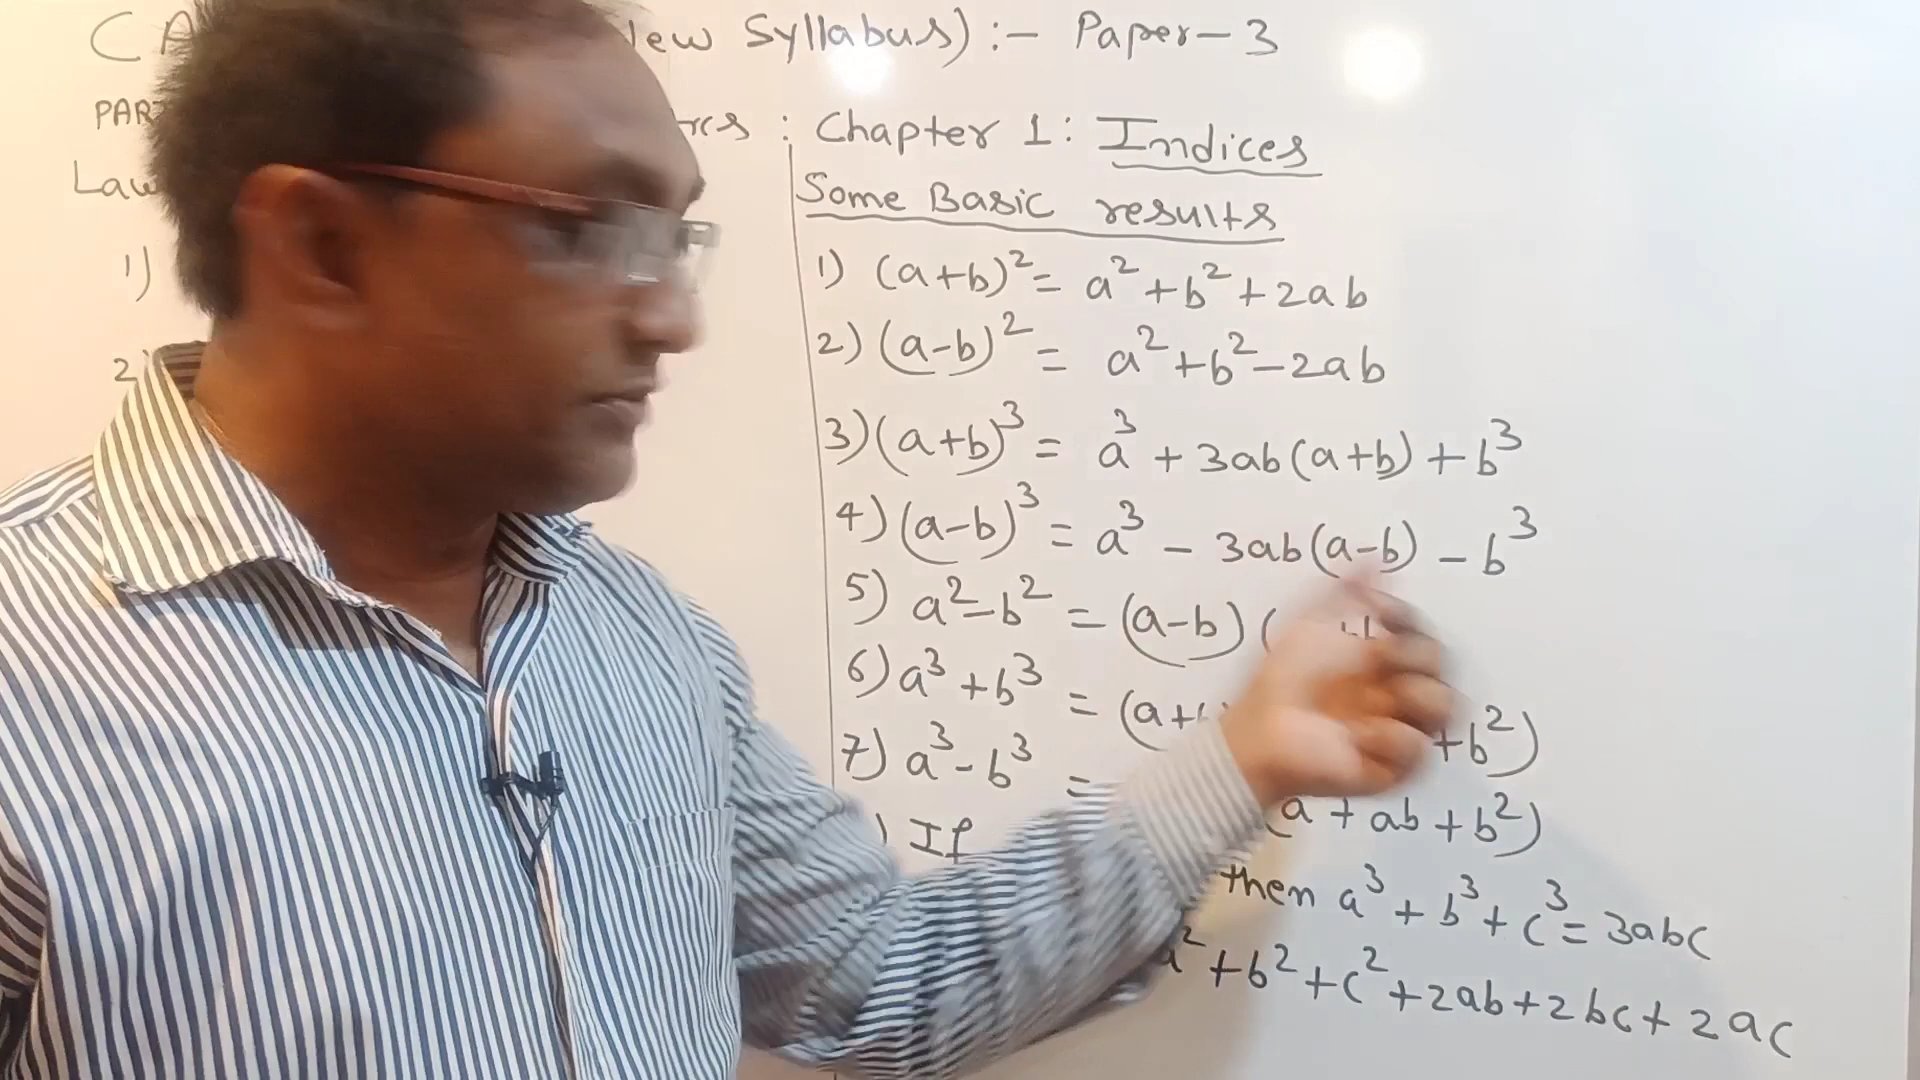 (New Syllabus) :- Paper-3
: Chapter 1: Indices
Law
1)
2)
Some Basic results
1) (a+b)² = a²+b²+2ab
2) (a-b)² = a²+b²-2ab
3) (a+b)³ = a³ + 3ab(a+b) + b³
4) (a-b)³ = a³ - 3ab(a-b) - b³
5) a²-b² = (a-b) (
6) a³+b³ = (a+ +b²)
7) a³-b³ = (a + ab + b²)
) If then a³ + b³ + c³ = 3abc
a² + b² + c² + 2ab + 2bc + 2ac